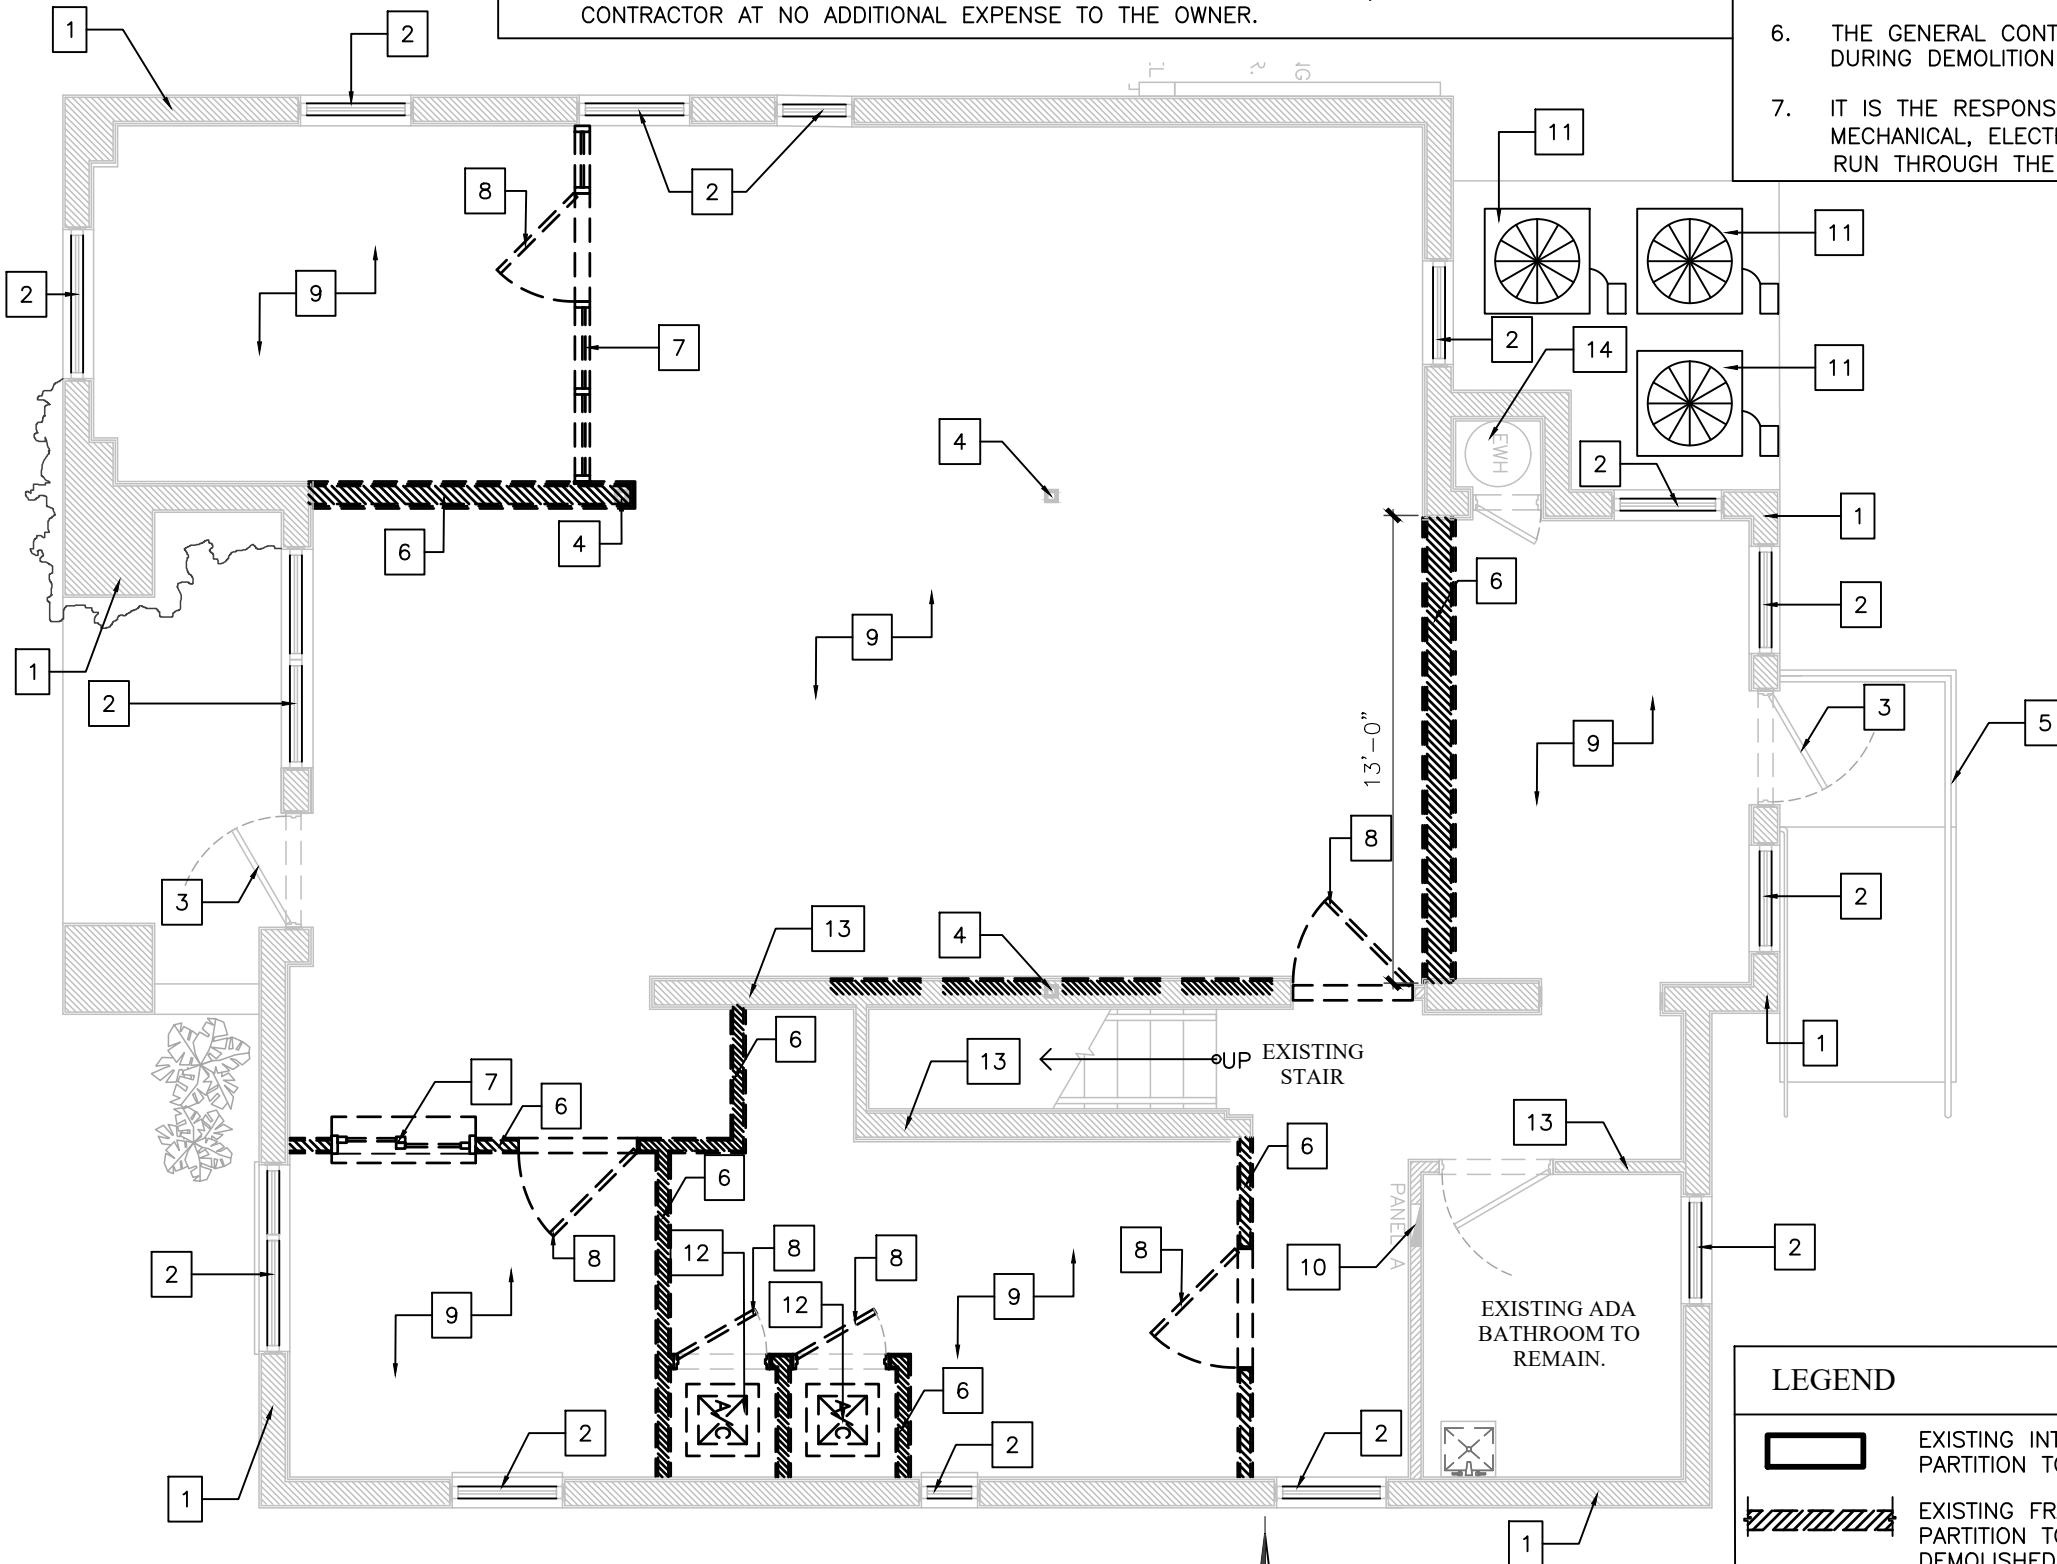 CONTRACTOR AT NO ADDITIONAL EXPENSE TO THE OWNER.
6. THE GENERAL CONT
DURING DEMOLITION
7. IT IS THE RESPONS
MECHANICAL, ELECT
RUN THROUGH THE
1
2
11
8
2
11
2
9
2
14
7
11
4
2
1
6
4
6
2
9
1
2
3
5
9
13'-0"
8
3
2
13
4
EWH
6
1
13
UP
EXISTING
STAIR
7
6
13
6
6
12
8
8
8
2
8
10
PANEL A
2
9
12
9
EXISTING ADA
BATHROOM TO
REMAIN.
A/C
A/C
6
2
2
2
1
1
LEGEND
EXISTING INT
PARTITION TO
EXISTING FR
PARTITION TO
DEMOLISHED